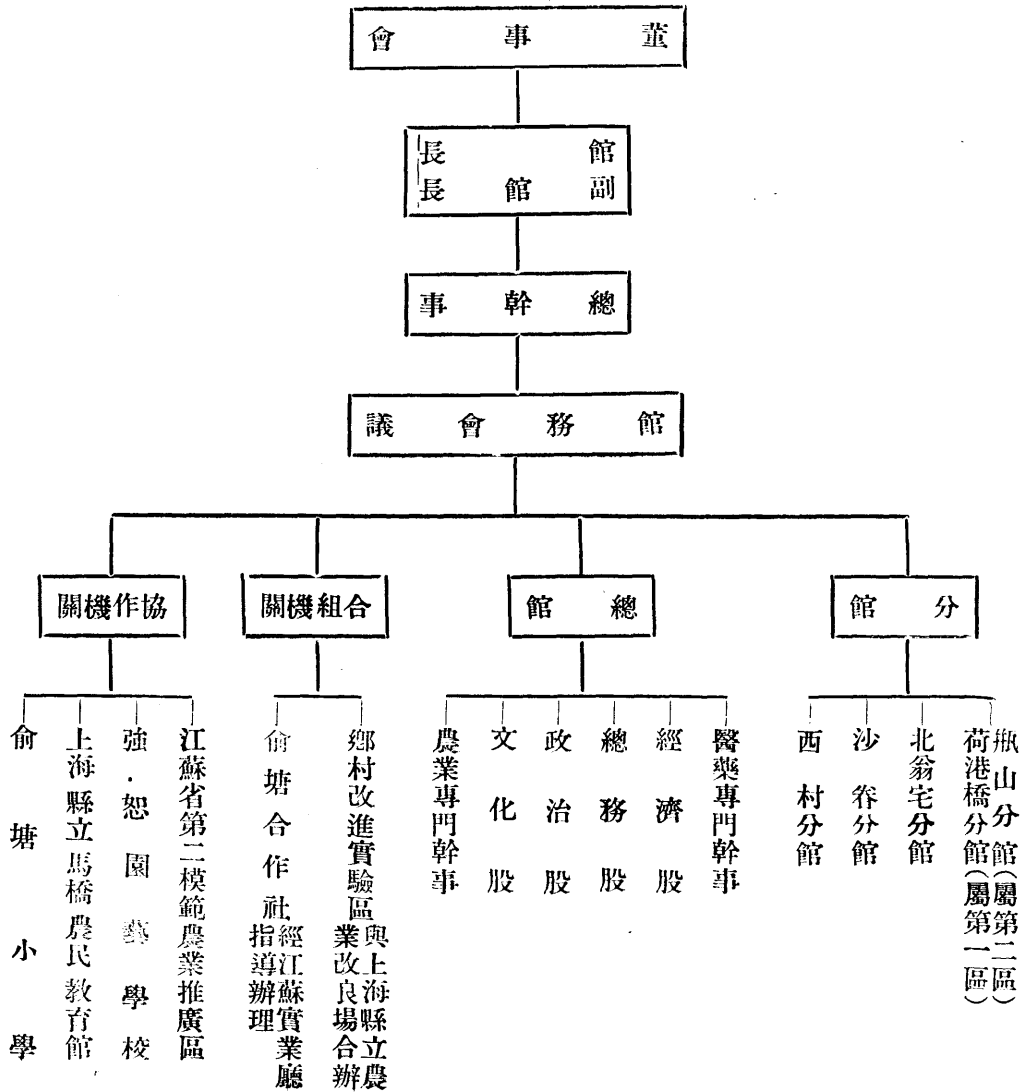 董事會
館長
副館長
總幹事
館務會議
分館
瓶山分館(屬第二區)
荷港橋分館(屬第一區)
北翁宅分館
沙 分館
西村分館
總館
醫藥專門幹事
經濟股
總務股
政治股
文化股
農業專門幹事
合組機關
鄉村改進實驗區
與上海縣立農
業改良場合辦
俞塘合作社
經江蘇實業廳
指導辦理
協作機關
江蘇省第二模範農業推廣區
強·恕園藝學校
上海縣立馬橋農民教育館
俞塘小學